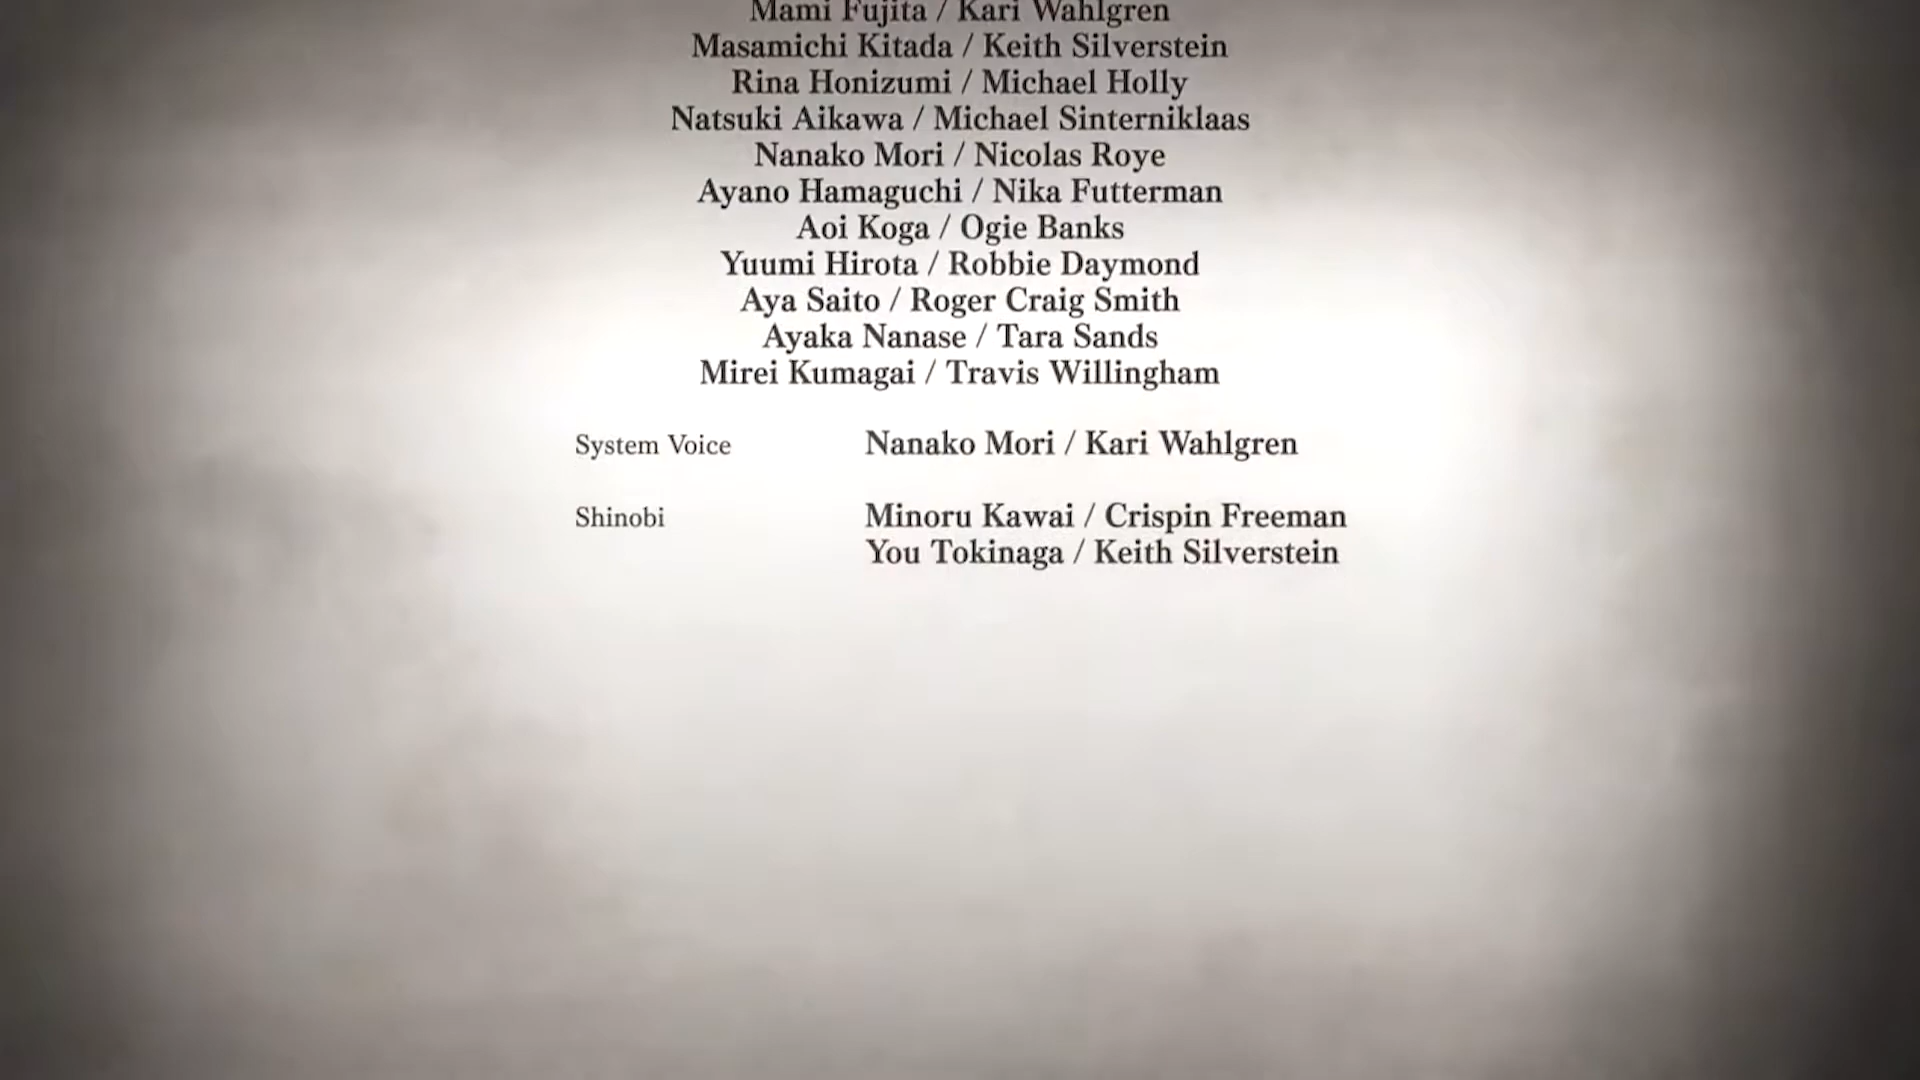 Mami Fujita / Kari Wahlgren
Masamichi Kitada / Keith Silverstein
Rina Honizumi / Michael Holly
Natsuki Aikawa / Michael Sinterniklaas
Nanako Mori / Nicolas Roye
Ayano Hamaguchi / Nika Futterman
Aoi Koga / Ogie Banks
Yuumi Hirota / Robbie Daymond
Aya Saito / Roger Craig Smith
Ayaka Nanase / Tara Sands
Mirei Kumagai / Travis Willingham
System Voice Nanako Mori / Kari Wahlgren
Shinobi Minoru Kawai / Crispin Freeman
You Tokinaga / Keith Silverstein